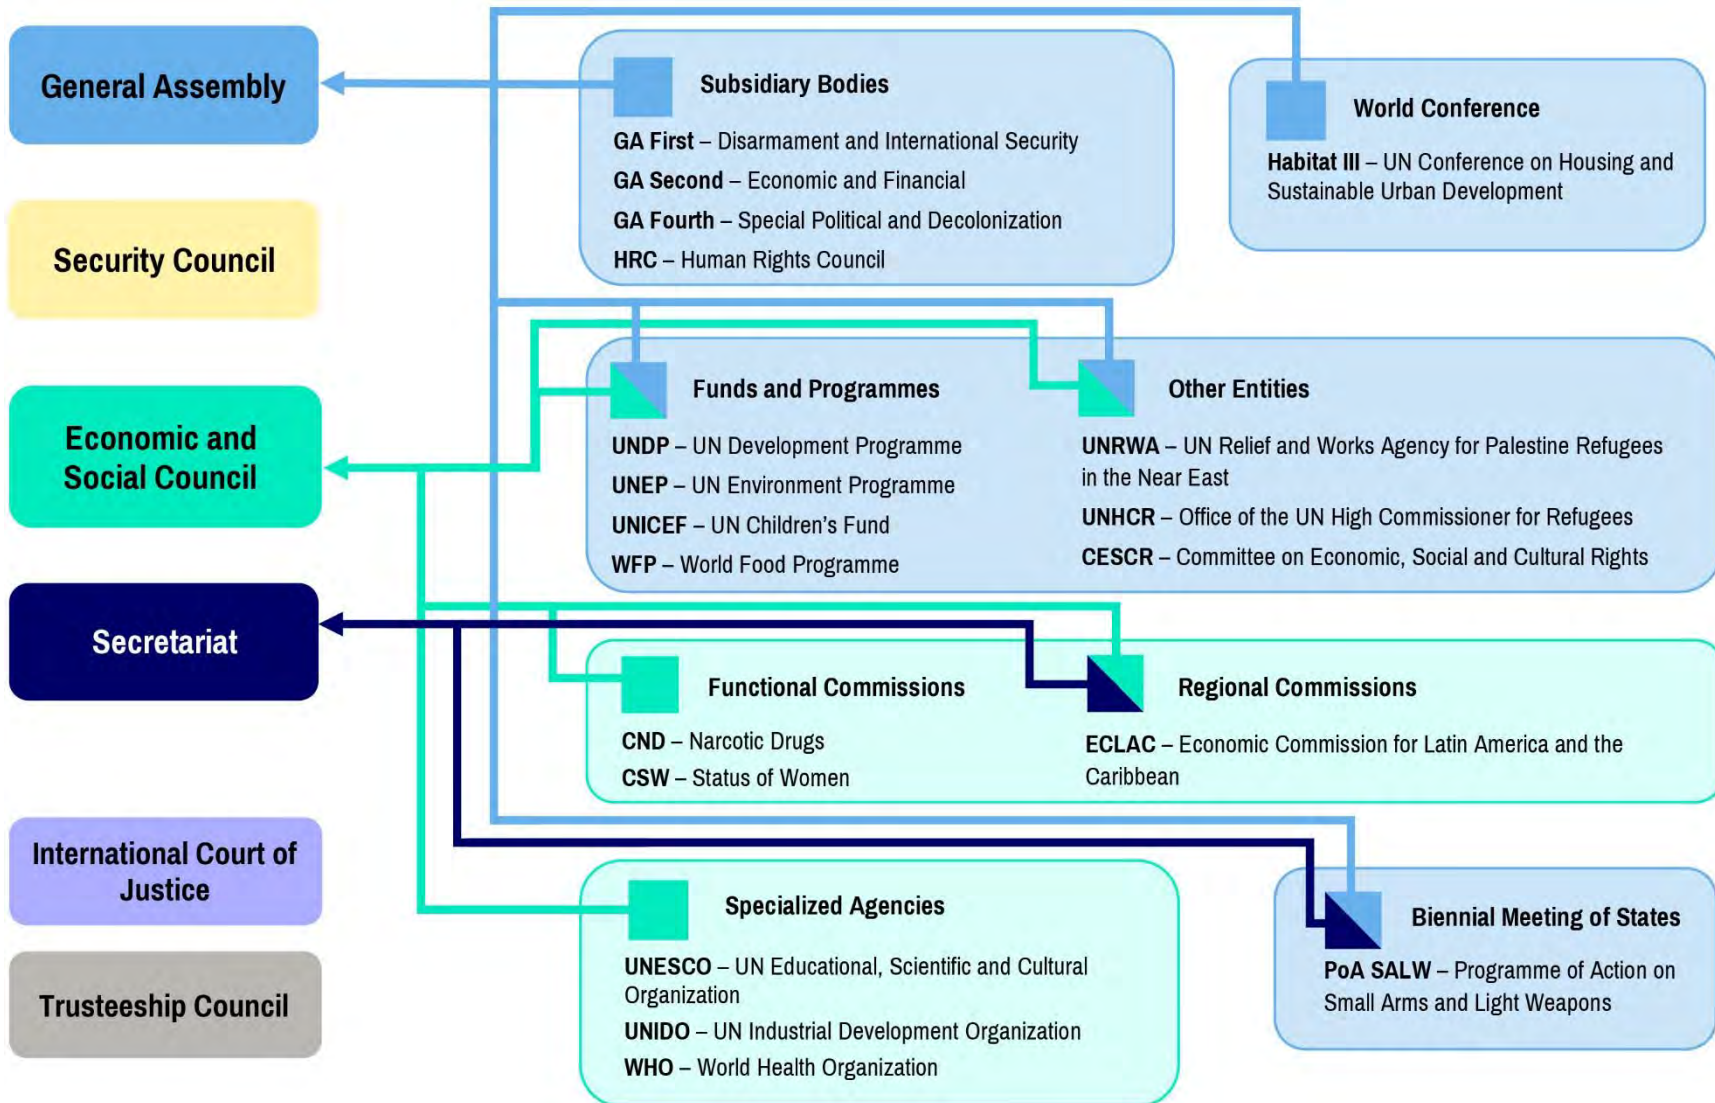 General Assembly
Security Council
Economic and
Social Council
Secretariat
International Court of
Justice
Trusteeship Council
Subsidiary Bodies
GA First – Disarmament and International Security
GA Second – Economic and Financial
GA Fourth – Special Political and Decolonization
HRC – Human Rights Council
World Conference
Habitat III – UN Conference on Housing and
Sustainable Urban Development
Funds and Programmes
UNDP – UN Development Programme
UNEP – UN Environment Programme
UNICEF – UN Children’s Fund
WFP – World Food Programme
Other Entities
UNRWA – UN Relief and Works Agency for Palestine Refugees
in the Near East
UNHCR – Office of the UN High Commissioner for Refugees
CESCR – Committee on Economic, Social and Cultural Rights
Functional Commissions
CND – Narcotic Drugs
CSW – Status of Women
Regional Commissions
ECLAC – Economic Commission for Latin America and the
Caribbean
Specialized Agencies
UNESCO – UN Educational, Scientific and Cultural
Organization
UNIDO – UN Industrial Development Organization
WHO – World Health Organization
Biennial Meeting of States
PoA SALW – Programme of Action on
Small Arms and Light Weapons